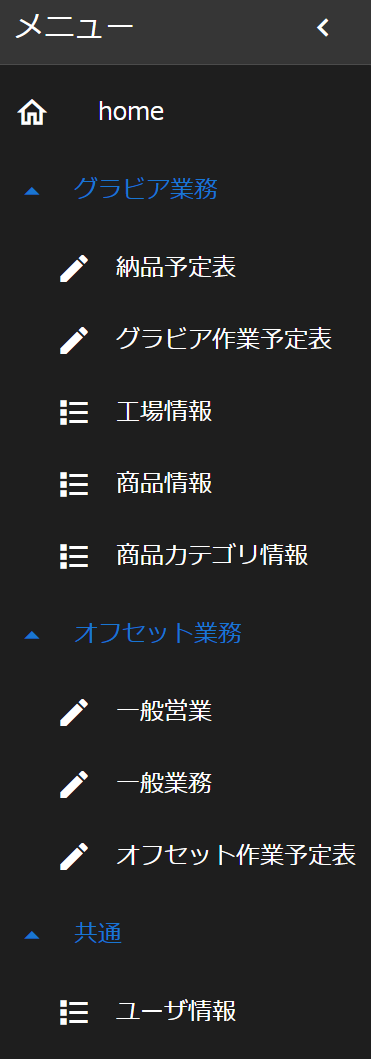 メニュー
home
グラビア業務
納品予定表
グラビア作業予定表
工場情報
商品情報
商品カテゴリ情報
オフセット業務
一般営業
一般業務
オフセット作業予定表
共通
ユーザ情報